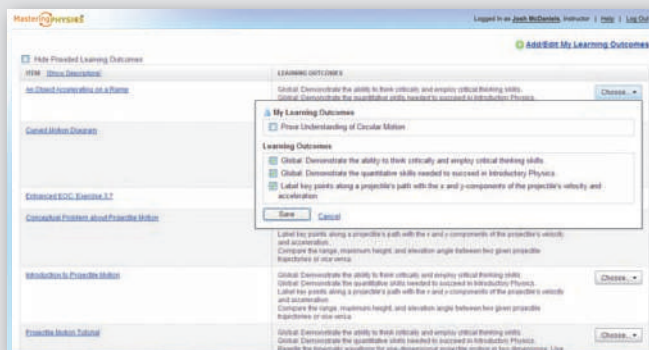 MasteringPHYSICS
Logged in as Josh McDaniels, Instructor | Help | Log Out
Add/Edit My Learning Outcomes
Hide Provided Learning Outcomes
ITEM [Show Descriptions] LEARNING OUTCOMES
An Object Accelerating on a Ramp
Global: Demonstrate the ability to think critically and employ critical thinking skills.
Global: Demonstrate the quantitative skills needed to succeed in Introductory Physics.
Choose...
My Learning Outcomes
Prove Understanding of Circular Motion
Learning Outcomes
Global: Demonstrate the ability to think critically and employ critical thinking skills.
Global: Demonstrate the quantitative skills needed to succeed in Introductory Physics.
Label key points along a projectile's path with the x and y-components of the projectile's velocity and
acceleration.
Save Cancel
Curved Motion Diagram
Enhanced EOC: Exercise 3.7
Conceptual Problem about Projectile Motion
Label key points along a projectile's path with the x and y-components of the projectile's velocity
and acceleration.
Compare the range, maximum height, and elevation angle between two given projectile
trajectories or vice versa.
Introduction to Projectile Motion
Global: Demonstrate the ability to think critically and employ critical thinking skills.
Global: Demonstrate the quantitative skills needed to succeed in Introductory Physics.
Label key points along a projectile's path with the x and y-components of the projectile's velocity
and acceleration.
Compare the range, maximum height, and elevation angle between two given projectile
trajectories or vice versa.
Choose...
Projectile Motion Tutorial
Global: Demonstrate the ability to think critically and employ critical thinking skills.
Global: Demonstrate the quantitative skills needed to succeed in Introductory Physics.
Choose...